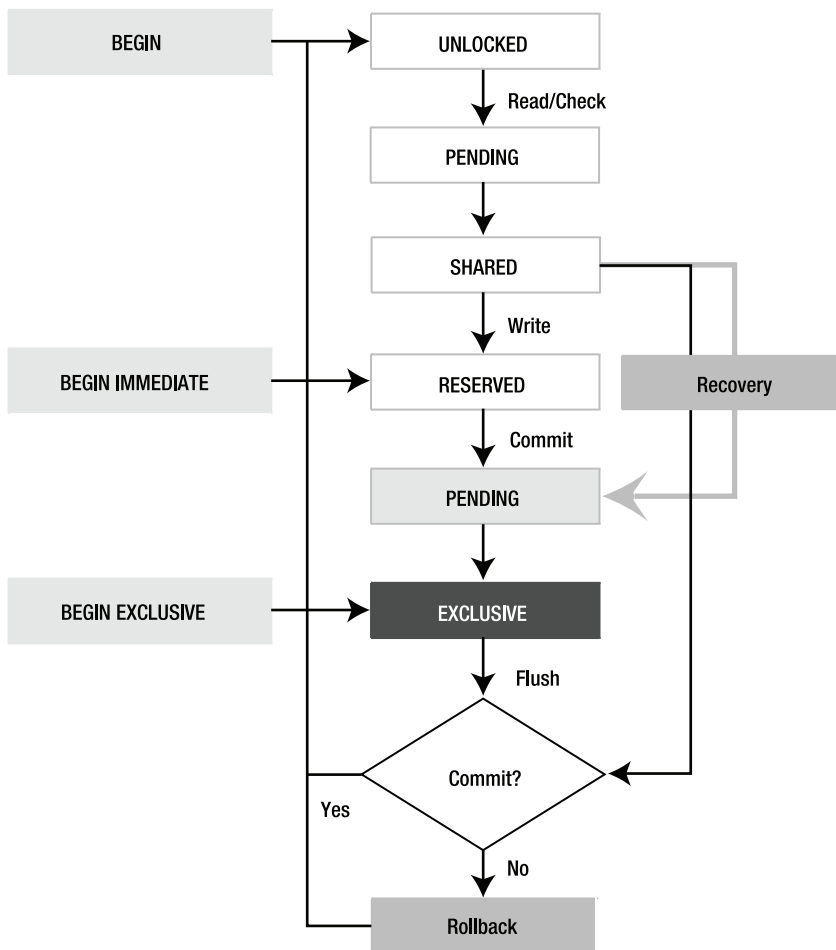 BEGIN
UNLOCKED
Read/Check
PENDING
SHARED
Write
BEGIN IMMEDIATE
RESERVED
Recovery
Commit
PENDING
BEGIN EXCLUSIVE
EXCLUSIVE
Flush
Commit?
Yes
No
Rollback